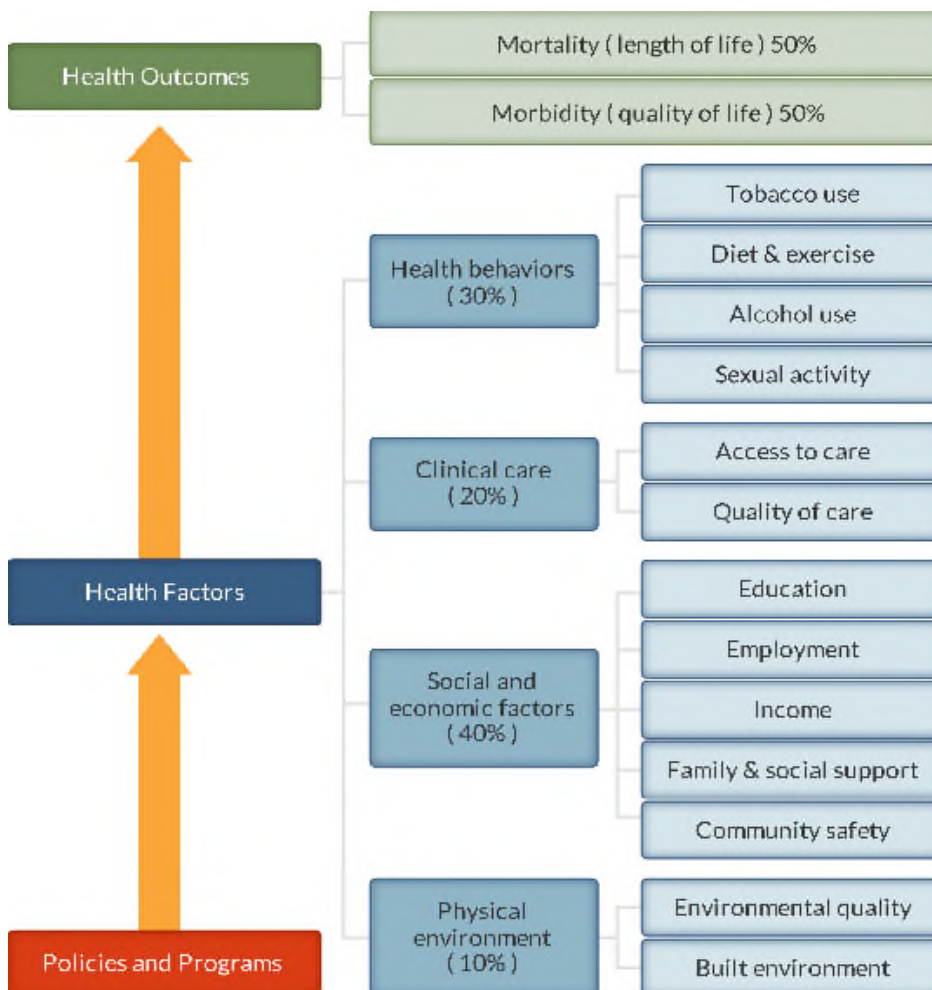 Health Outcomes
Mortality ( length of life ) 50%
Morbidity ( quality of life ) 50%
Health behaviors
( 30% )
Tobacco use
Diet & exercise
Alcohol use
Sexual activity
Clinical care
( 20% )
Access to care
Quality of care
Health Factors
Social and
economic factors
( 40% )
Education
Employment
Income
Family & social support
Community safety
Policies and Programs
Physical
environment
( 10% )
Environmental quality
Built environment